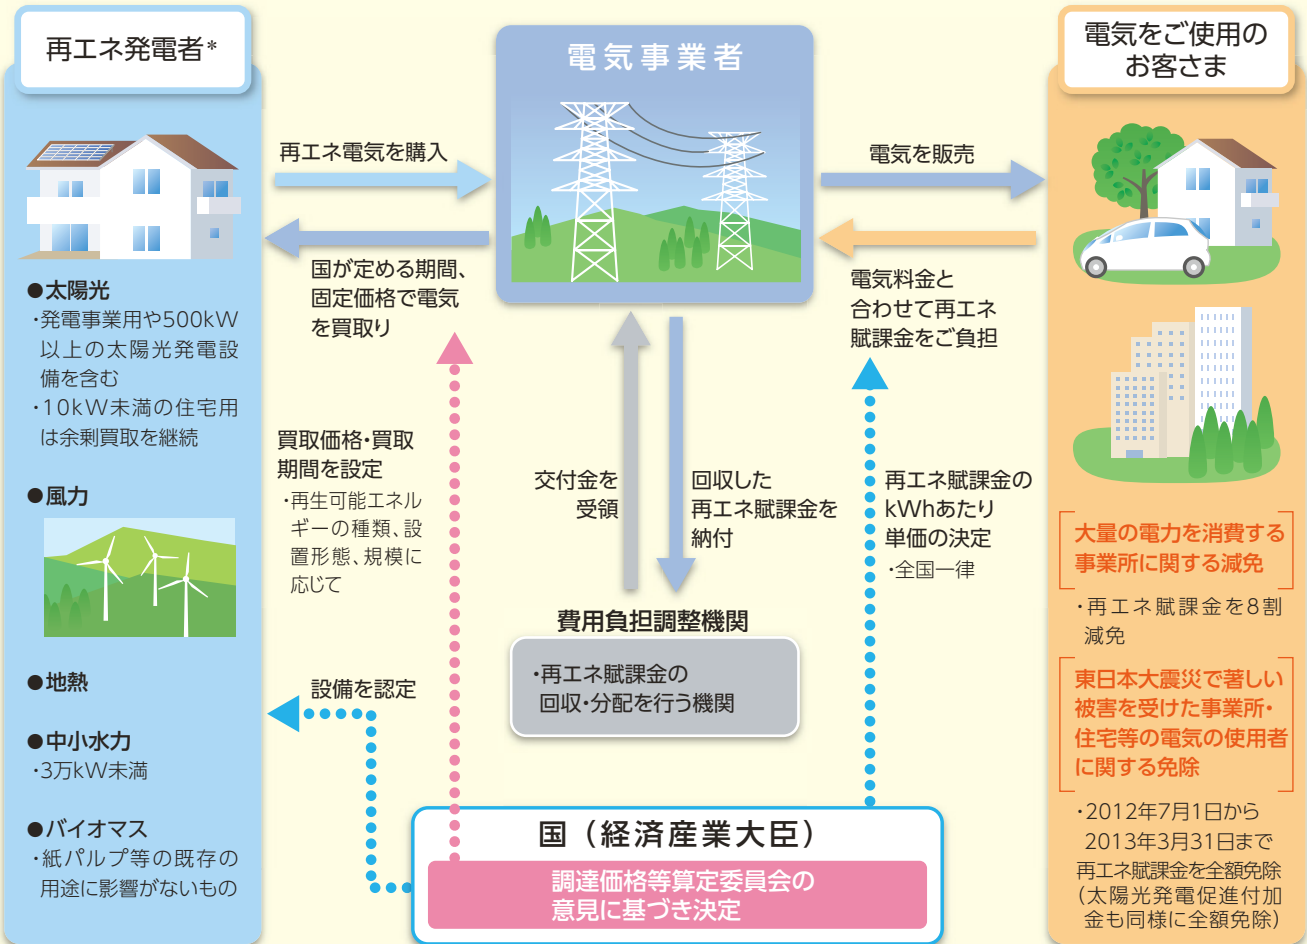 再エネ発電者*
●太陽光
・発電事業用や500kW
以上の太陽光発電設
備を含む
・10kW未満の住宅用
は余剰買取を継続
●風力
●地熱
●中小水力
・3万kW未満
●バイオマス
・紙パルプ等の既存の
用途に影響がないもの
再エネ電気を購入
国が定める期間、
固定価格で電気
を買取り
買取価格・買取
期間を設定
・再生可能エネル
ギーの種類、設
置形態、規模に
応じて
設備を認定
電気事業者
交付金を
受領
回収した
再エネ賦課金を
納付
費用負担調整機関
・再エネ賦課金の
回収・分配を行う機関
国（経済産業大臣）
調達価格等算定委員会の
意見に基づき決定
電気を販売
電気料金と
合わせて再エネ
賦課金をご負担
再エネ賦課金の
kWhあたり
単価の決定
・全国一律
電気をご使用の
お客さま
大量の電力を消費する
事業所に関する減免
・再エネ賦課金を8割
減免
東日本大震災で著しい
被害を受けた事業所・
住宅等の電気の使用者
に関する免除
・2012年7月1日から
2013年3月31日まで
再エネ賦課金を全額免除
（太陽光発電促進付加
金も同様に全額免除）